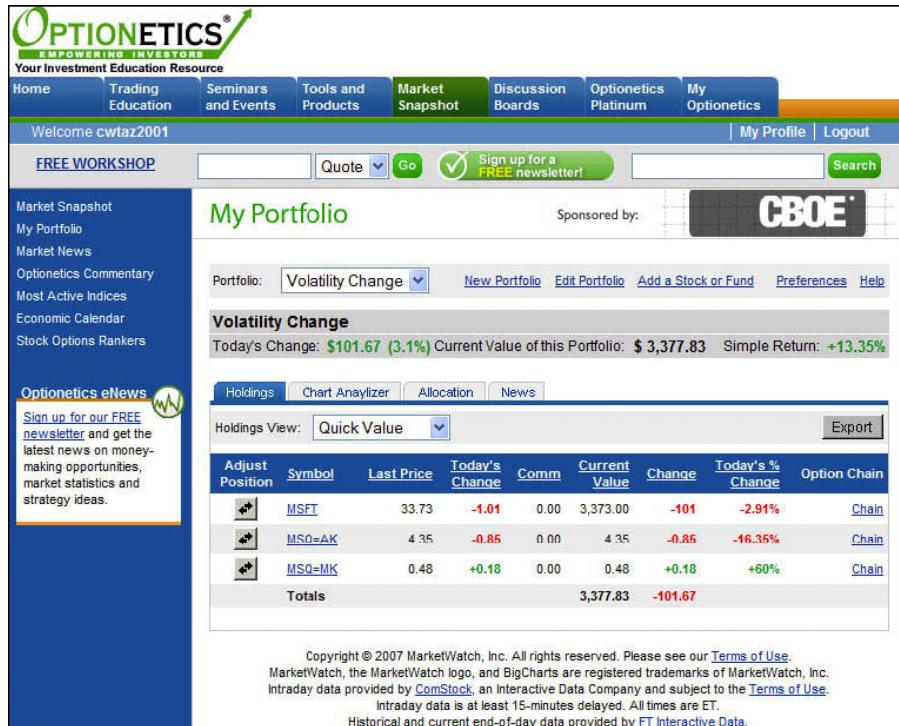 OPTIONETICS®
EMPOWERING INVESTORS
Your Investment Education Resource
Home Trading Education Seminars and Events Tools and Products Market Snapshot Discussion Boards Optionetics Platinum My Optionetics
Welcome cwtaz2001 My Profile Logout
FREE WORKSHOP Quote Go Sign up for a FREE newsletter! Search
Market Snapshot
My Portfolio
Market News
Optionetics Commentary
Most Active Indices
Economic Calendar
Stock Options Rankers
Optionetics eNews
Sign up for our FREE
newsletter and get the
latest news on money-
making opportunities,
market statistics and
strategy ideas.
My Portfolio Sponsored by: CBOE
Portfolio: Volatility Change New Portfolio Edit Portfolio Add a Stock or Fund Preferences Help
Volatility Change
Today's Change: $101.67 (3.1%) Current Value of this Portfolio: $ 3,377.83 Simple Return: +13.35%
Holdings Chart Anaylizer Allocation News
Holdings View: Quick Value Export
Adjust Position Symbol Last Price Today's Change Comm Current Value Change Today's % Change Option Chain
MSFT 33.73 -1.01 0.00 3,373.00 -101 -2.91% Chain
MSQ=AK 4.35 -0.85 0.00 4.35 -0.85 -16.35% Chain
MSQ=MK 0.48 +0.18 0.00 0.48 +0.18 +60% Chain
Totals 3,377.83 -101.67
Copyright © 2007 MarketWatch, Inc. All rights reserved. Please see our Terms of Use.
MarketWatch, the MarketWatch logo, and BigCharts are registered trademarks of MarketWatch, Inc.
Intraday data provided by ComStock, an Interactive Data Company and subject to the Terms of Use.
Intraday data is at least 15-minutes delayed. All times are ET.
Historical and current end-of-day data provided by FT Interactive Data.